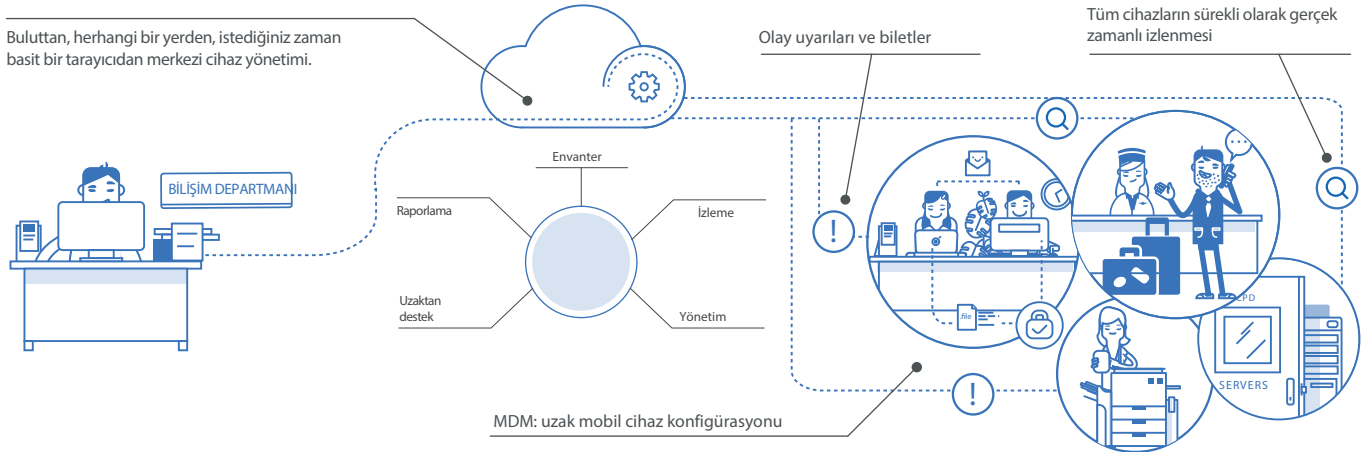 Buluttan, herhangi bir yerden, istediğiniz zaman
basit bir tarayıcıdan merkezi cihaz yönetimi.
Olay uyarıları ve biletler
Tüm cihazların sürekli olarak gerçek
zamanlı izlenmesi
BİLİŞİM DEPARTMANI
Envanter
Raporlama
İzleme
Uzaktan
destek
Yönetim
.file
CPD
SERVERS
MDM: uzak mobil cihaz konfigürasyonu